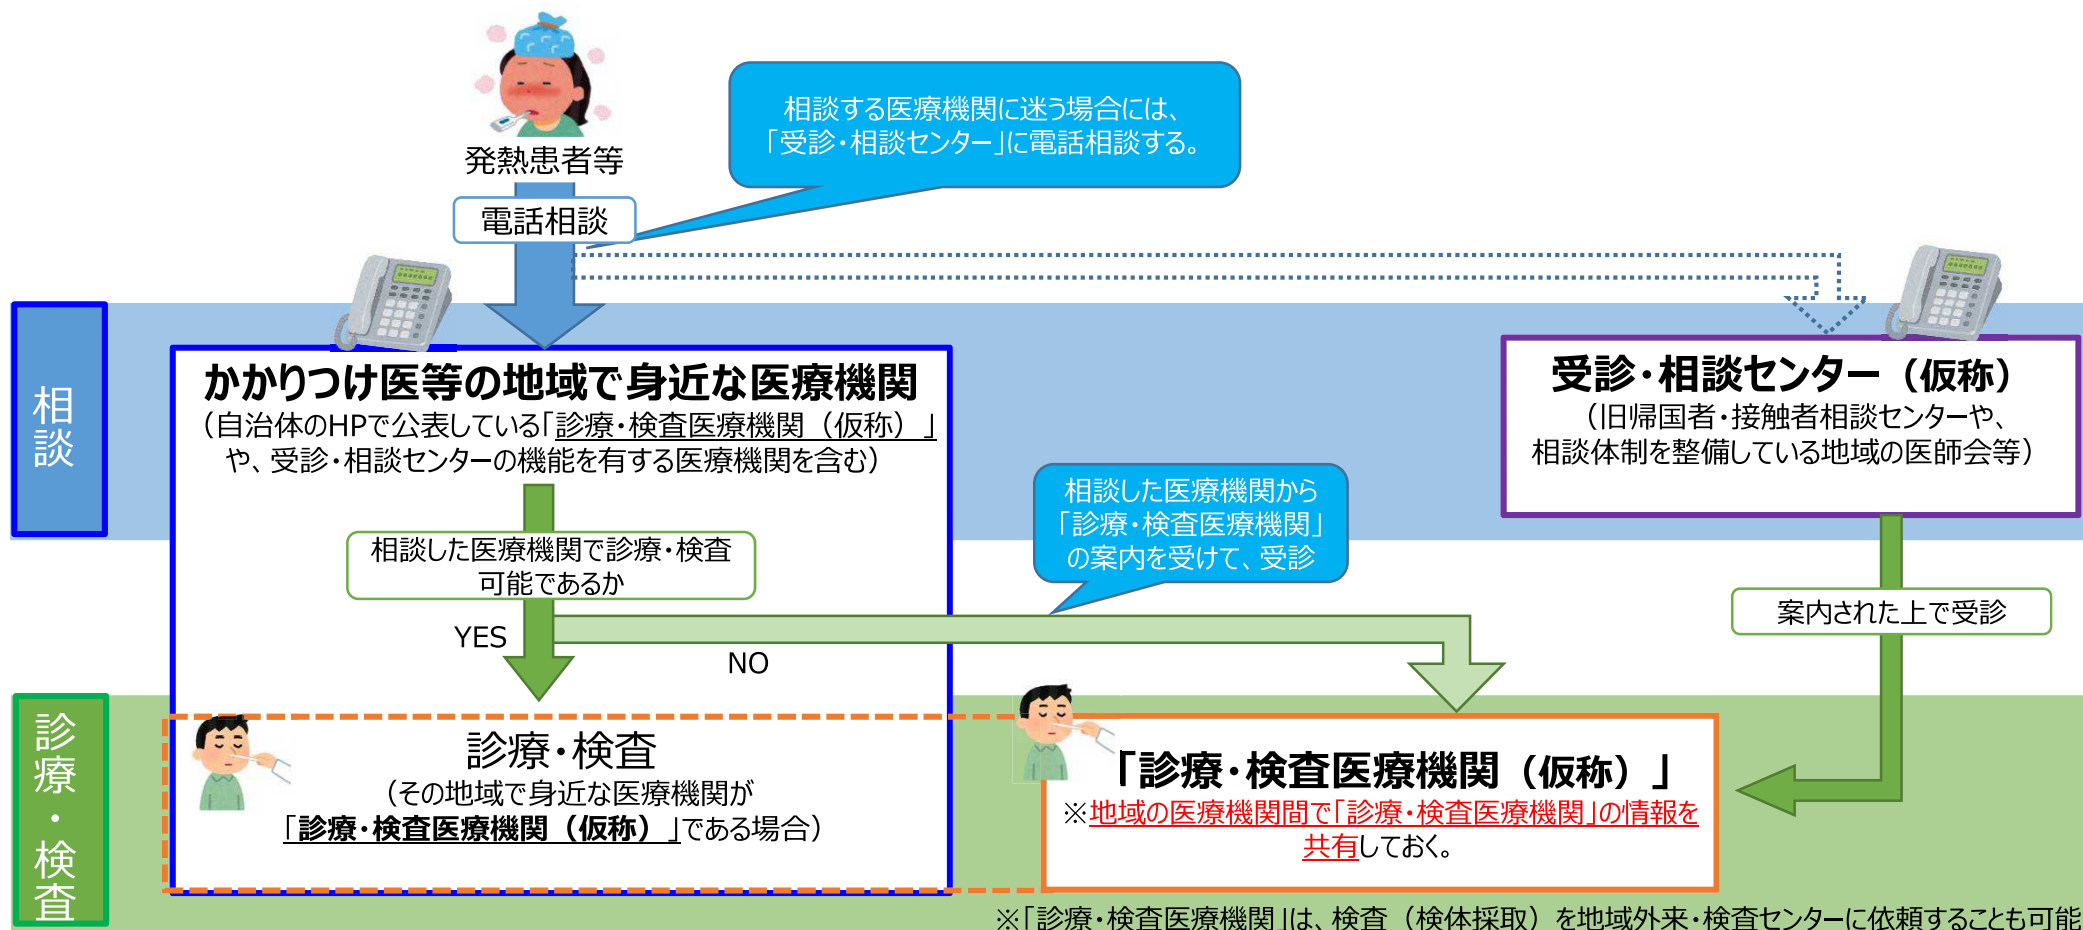 発熱患者等
電話相談
相談する医療機関に迷う場合には、
「受診・相談センター」に電話相談する。
相談
かかりつけ医等の地域で身近な医療機関
（自治体のHPで公表している「診療・検査医療機関（仮称）」
や、受診・相談センターの機能を有する医療機関を含む）
受診・相談センター（仮称）
（旧帰国者・接触者相談センターや、
相談体制を整備している地域の医師会等）
相談した医療機関で診療・検査
可能であるか
相談した医療機関から
「診療・検査医療機関」
の案内を受けて、受診
案内された上で受診
YES
NO
診療・検査
診療・検査
（その地域で身近な医療機関が
「診療・検査医療機関（仮称）」である場合）
「診療・検査医療機関（仮称）」
※地域の医療機関間で「診療・検査医療機関」の情報を
共有しておく。
※「診療・検査医療機関」は、検査（検体採取）を地域外来・検査センターに依頼することも可能